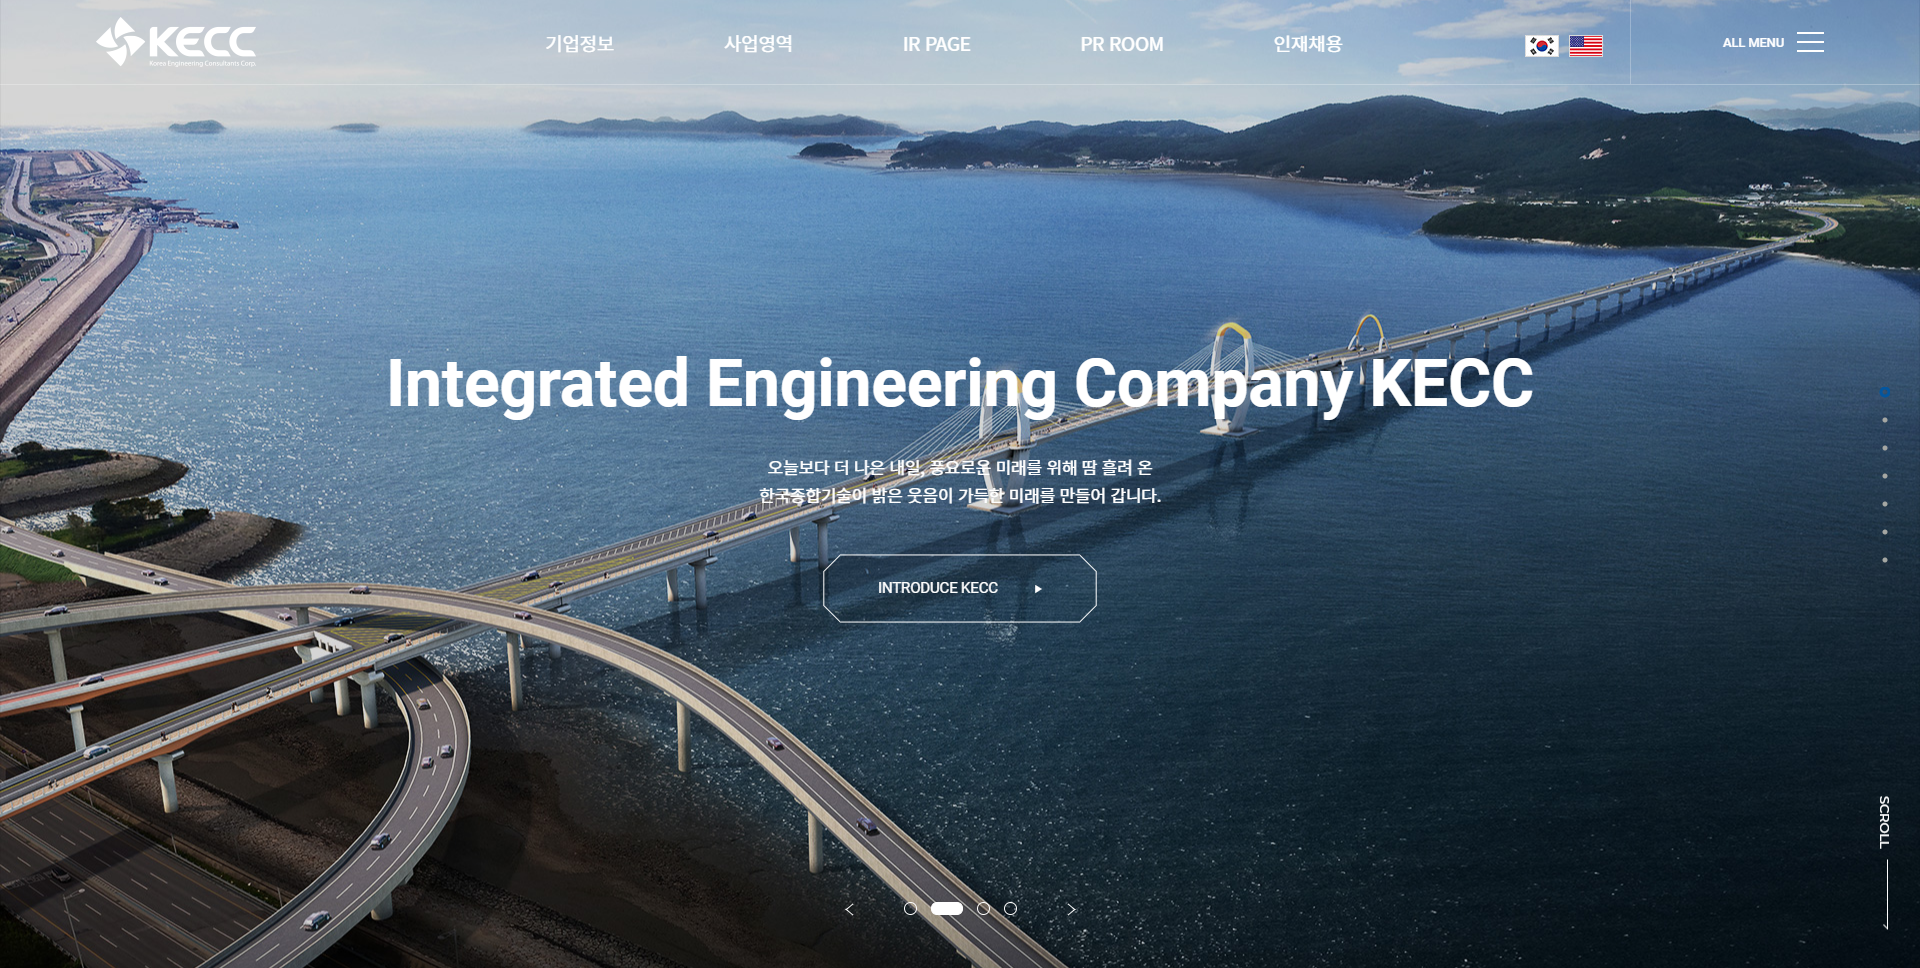 KECC
Korea Engineering Consultants Corp.
기업정보
사업영역
IR PAGE
PR ROOM
인재채용
ALL MENU
Integrated Engineering Company KECC
오늘보다 더 나은 내일, 풍요로운 미래를 위해 땀 흘려 온
한국종합기술이 밝은 웃음이 가득한 미래를 만들어 갑니다.
INTRODUCE KECC
SCROLL